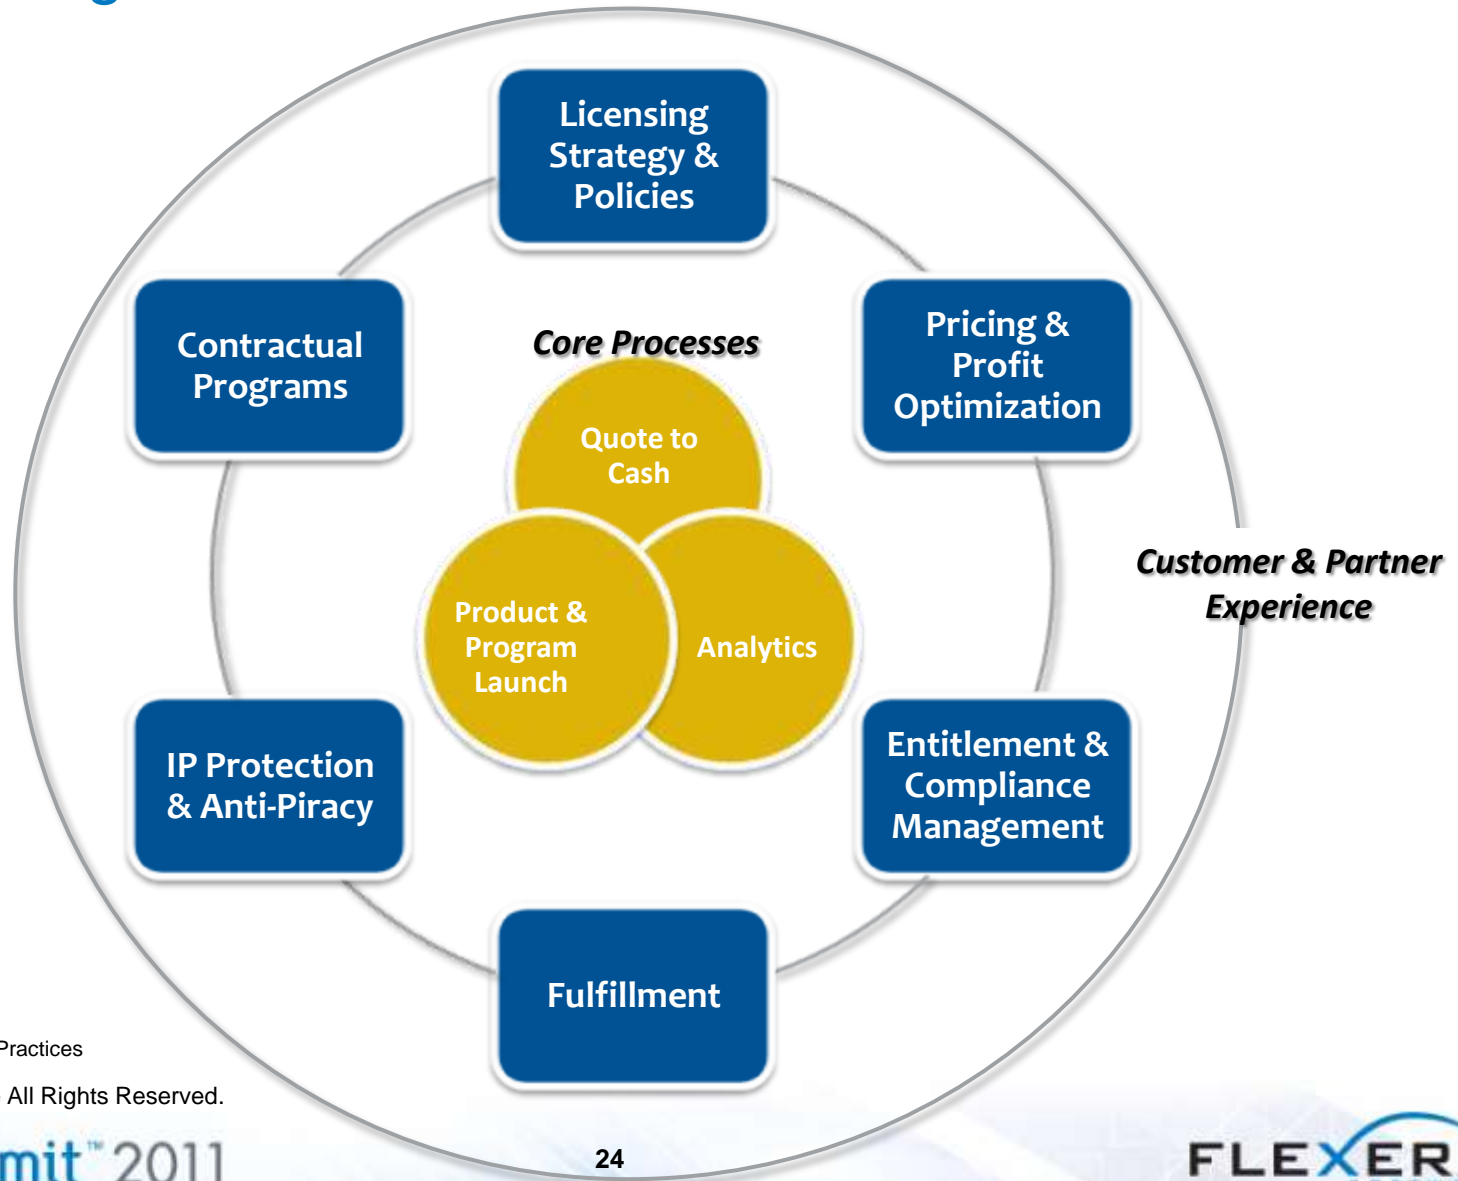 Licensing
Strategy &
Policies
Contractual
Programs
Pricing &
Profit
Optimization
Core Processes
Quote to
Cash
Product &
Program
Launch
Analytics
Customer & Partner
Experience
IP Protection
& Anti-Piracy
Entitlement &
Compliance
Management
Fulfillment
Practices
All Rights Reserved.
mit™ 2011
24
FLEXER